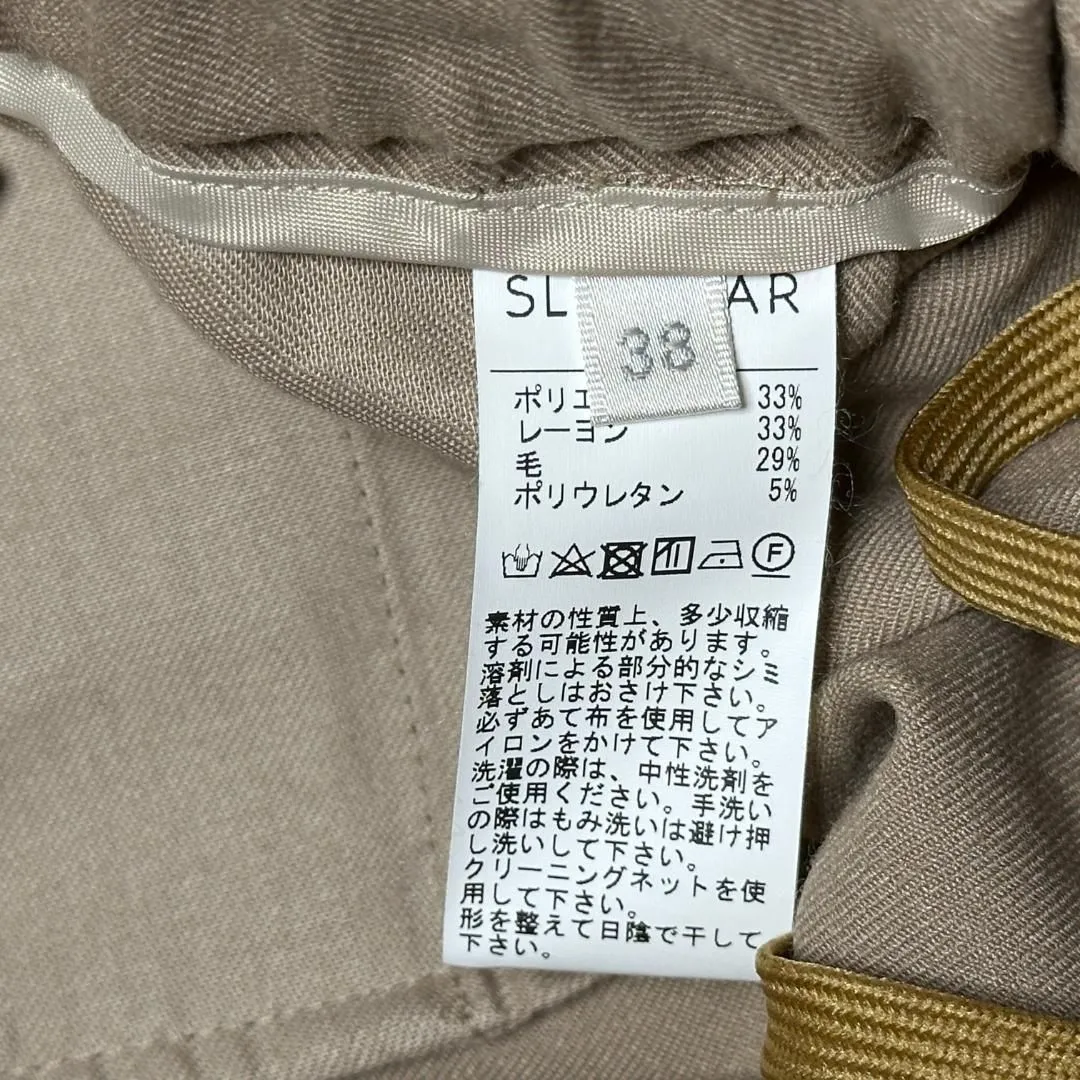 SL AR
38
ポリエ 33%
レーヨン 33%
毛 29%
ポリウレタン 5%
F
素材の性質上、多少収縮
する可能性があります。
溶剤による部分的なシミ
落としはおさけ下さい。
必ずあて布を使用してア
イロンをかけて下さい。
洗濯の際は、中性洗剤を
ご使用ください。手洗い
の際はもみ洗いは避け押
し洗いして下さい。
クリーニングネットを使
用して下さい。
形を整えて日陰で干して
下さい。